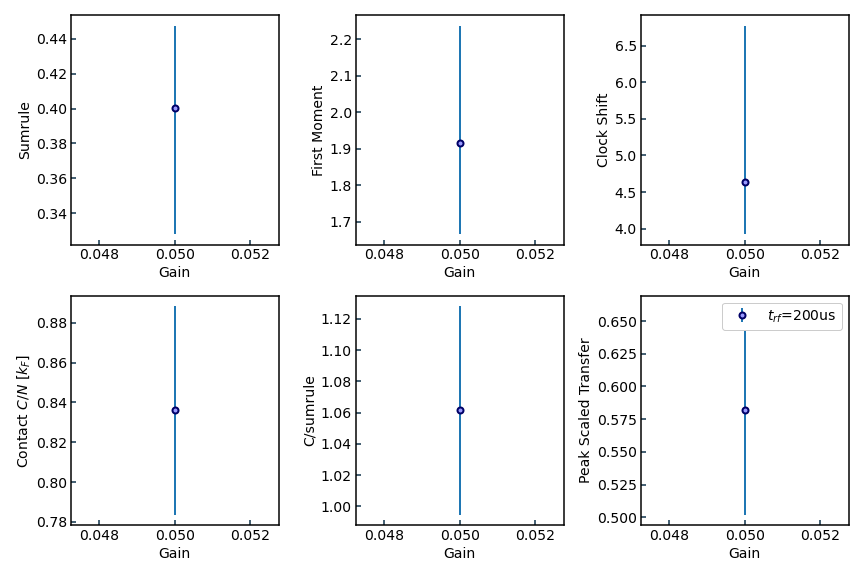 0.44
0.42
0.40
0.38
0.36
0.34
Sumrule
0.048 0.050 0.052
Gain
2.2
2.1
2.0
1.9
1.8
1.7
First Moment
0.048 0.050 0.052
Gain
6.5
6.0
5.5
5.0
4.5
4.0
Clock Shift
0.048 0.050 0.052
Gain
0.88
0.86
0.84
0.82
0.80
0.78
Contact C/N [k_F]
0.048 0.050 0.052
Gain
1.12
1.10
1.08
1.06
1.04
1.02
1.00
C/sumrule
0.048 0.050 0.052
Gain
t_rf=200us
0.650
0.625
0.600
0.575
0.550
0.525
0.500
Peak Scaled Transfer
0.048 0.050 0.052
Gain